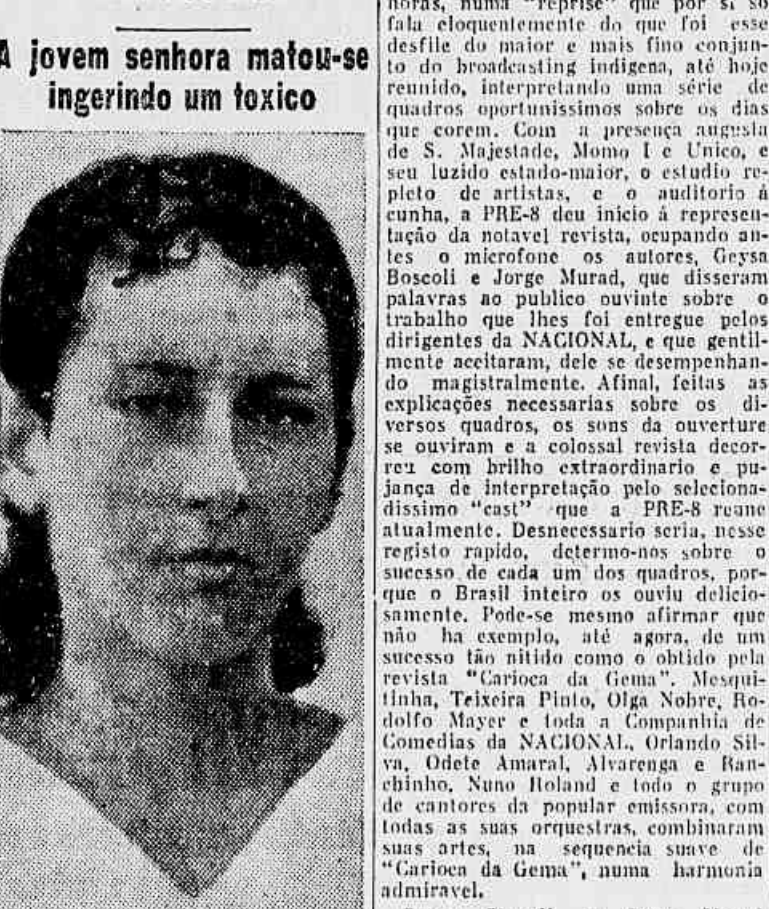 A jovem senhora matou-se
ingerindo um toxico
horas, numa "reprise" que por si só
fala eloquentemente do que foi esse
desfile do maior e mais fino conjun-
to do broadcasting indigena, até hoje
reunido, interpretando uma série de
quadros oportunissimos sobre os dias
que corem. Com a presença augusta
de S. Majestade, Momo I e Unico, e
seu luzido estado-maior, o estudio re-
pleto de artistas, e o auditorio á
cunha, a PRE-8 deu inicio á represen-
tação da notavel revista, ocupando an-
tes o microfone os autores, Geysa
Boscoli e Jorge Murad, que disseram
palavras ao publico ouvinte sobre o
trabalho que lhes foi entregue pelos
dirigentes da NACIONAL, e que gentil-
mente aceitaram, dele se desempenhan-
do magistralmente. Afinal, feitas as
explicações necessarias sobre os di-
versos quadros, os sons da ouverture
se ouviram e a colossal revista decor-
reu com brilho extraordinario e pu-
jança de interpretação pelo seleciona-
dissimo "cast" que a PRE-8 reune
atualmente. Desnecessario seria, nesse
registo rapido, determo-nos sobre o
sucesso de cada um dos quadros, por-
que o Brasil inteiro os ouviu delicio-
samente. Pode-se mesmo afirmar que
não ha exemplo, até agora, de um
sucesso tão nitido como o obtido pela
revista "Carioca da Gema". Mesqui-
tinha, Teixeira Pinto, Olga Nobre, Ro-
dolfo Mayer e toda a Companhia de
Comedias da NACIONAL, Orlando Sil-
va, Odete Amaral, Alvarenga e Ran-
chinho, Nuno Roland e todo o grupo
de cantores da popular emissora, com
todas as suas orquestras, combinaram
suas artes, na sequencia suave de
"Carioca da Gema", numa harmonia
admiravel.